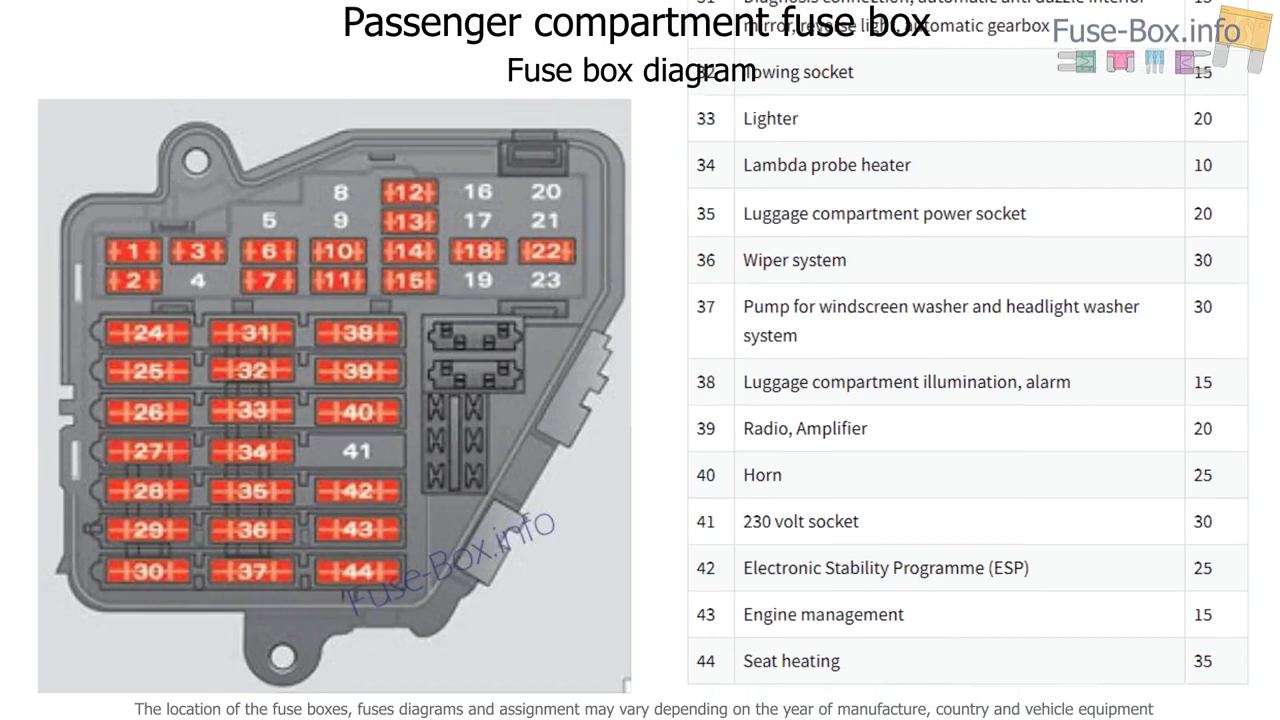 Passenger compartment fuse box
Fuse box diagram
Fuse-Box.info
mirror, reverse light, automatic gearbox
32 Towing socket 15
33 Lighter 20
34 Lambda probe heater 10
35 Luggage compartment power socket 20
36 Wiper system 30
37 Pump for windscreen washer and headlight washer 30
system
38 Luggage compartment illumination, alarm 15
39 Radio, Amplifier 20
40 Horn 25
41 230 volt socket 30
42 Electronic Stability Programme (ESP) 25
43 Engine management 15
44 Seat heating 35
8 12 16 20
5 9 13 17 21
1 3 6 10 14 18 22
2 4 7 11 15 19 23
24 31 38
25 32 39
26 33 40
27 34 41
28 35 42
29 36 43
30 37 44
Fuse-Box.info
The location of the fuse boxes, fuses diagrams and assignment may vary depending on the year of manufacture, country and vehicle equipment